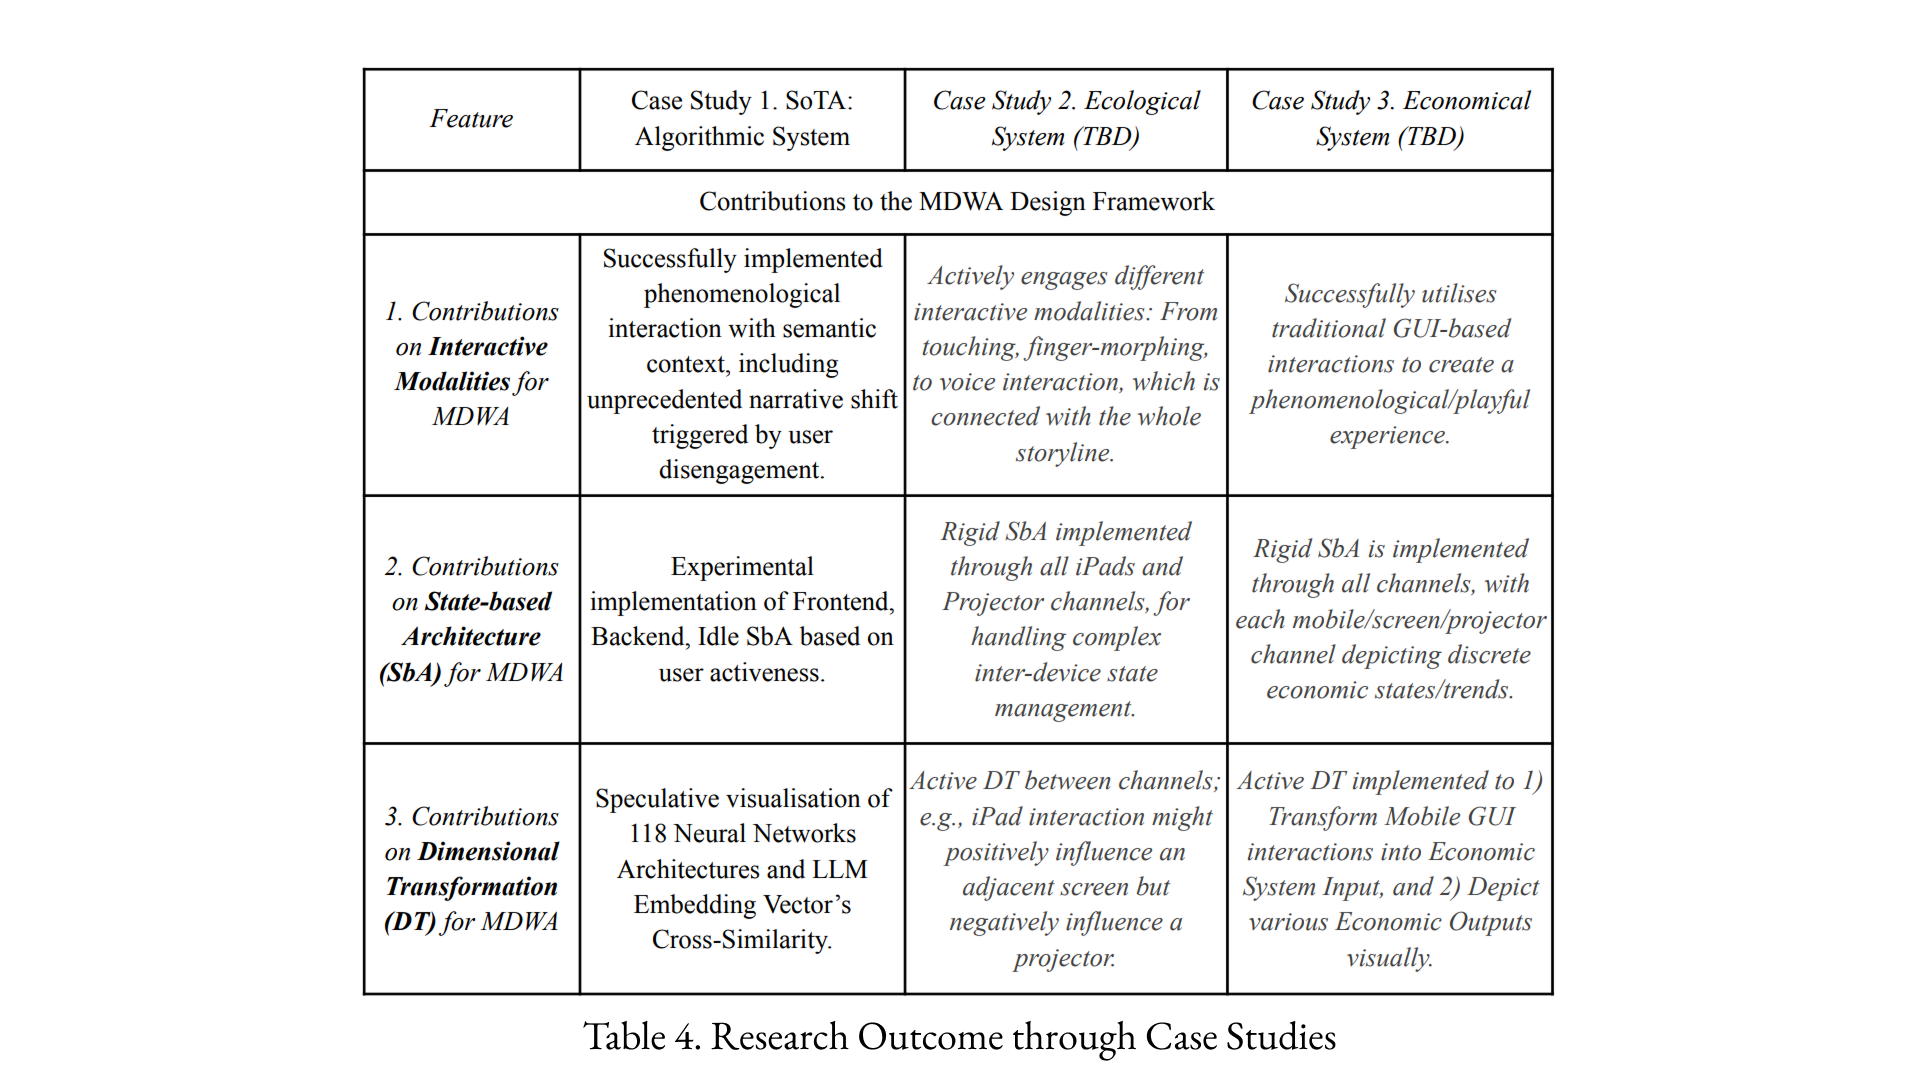 Feature
Case Study 1. SoTA:
Algorithmic System
Case Study 2. Ecological
System (TBD)
Case Study 3. Economical
System (TBD)
Contributions to the MDWA Design Framework
1. Contributions
on Interactive
Modalities for
MDWA
Successfully implemented
phenomenological
interaction with semantic
context, including
unprecedented narrative shift
triggered by user
disengagement.
Actively engages different
interactive modalities: From
touching, finger-morphing,
to voice interaction, which is
connected with the whole
storyline.
Successfully utilises
traditional GUI-based
interactions to create a
phenomenological/playful
experience.
2. Contributions
on State-based
Architecture
(SbA) for MDWA
Experimental
implementation of Frontend,
Backend, Idle SbA based on
user activeness.
Rigid SbA implemented
through all iPads and
Projector channels, for
handling complex
inter-device state
management.
Rigid SbA is implemented
through all channels, with
each mobile/screen/projector
channel depicting discrete
economic states/trends.
3. Contributions
on Dimensional
Transformation
(DT) for MDWA
Speculative visualisation of
118 Neural Networks
Architectures and LLM
Embedding Vector’s
Cross-Similarity.
Active DT between channels;
e.g., iPad interaction might
positively influence an
adjacent screen but
negatively influence a
projector.
Active DT implemented to 1)
Transform Mobile GUI
interactions into Economic
System Input, and 2) Depict
various Economic Outputs
visually.
Table 4. Research Outcome through Case Studies